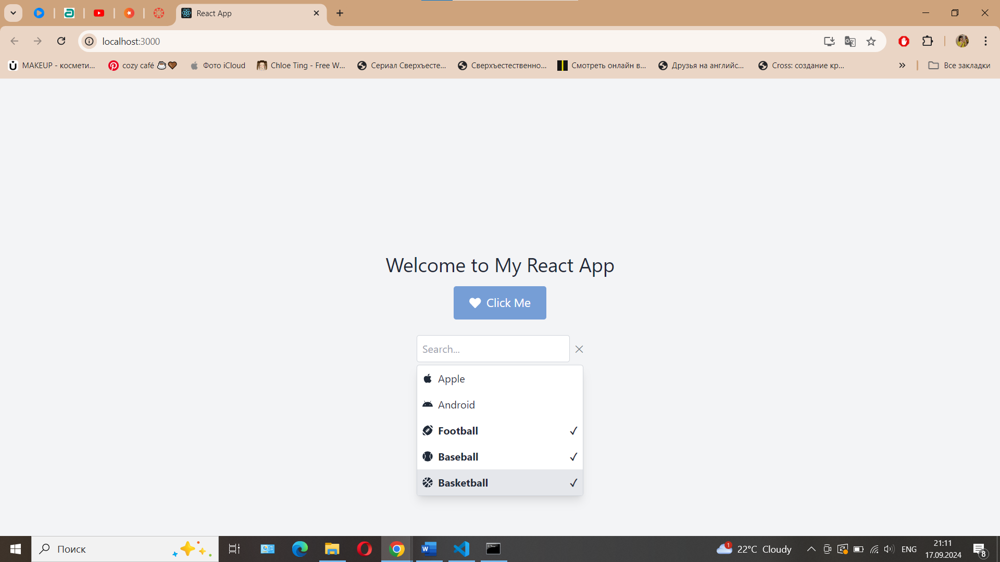 React App
localhost:3000
MAKEUP - космети...
cozy café
Фото iCloud
Chloe Ting - Free W...
Сериал Сверхъесте...
Сверхъестественно...
Смотреть онлайн в...
Друзья на английс...
Cross: создание кр...
Все закладки
Welcome to My React App
Click Me
Search...
Apple
Android
Football
Baseball
Basketball
Поиск
1
22°C Cloudy
ENG
21:11
17.09.2024
8